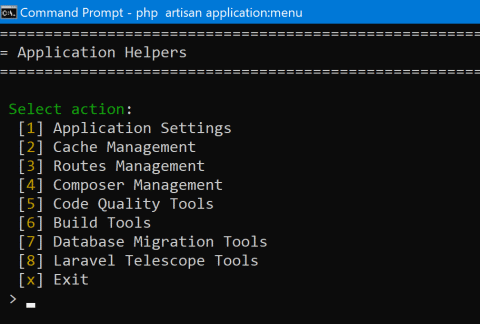 C:\. Command Prompt - php  artisan application:menu
=====================================================
= Application Helpers
=====================================================
Select action:
[1] Application Settings
[2] Cache Management
[3] Routes Management
[4] Composer Management
[5] Code Quality Tools
[6] Build Tools
[7] Database Migration Tools
[8] Laravel Telescope Tools
[x] Exit
> _